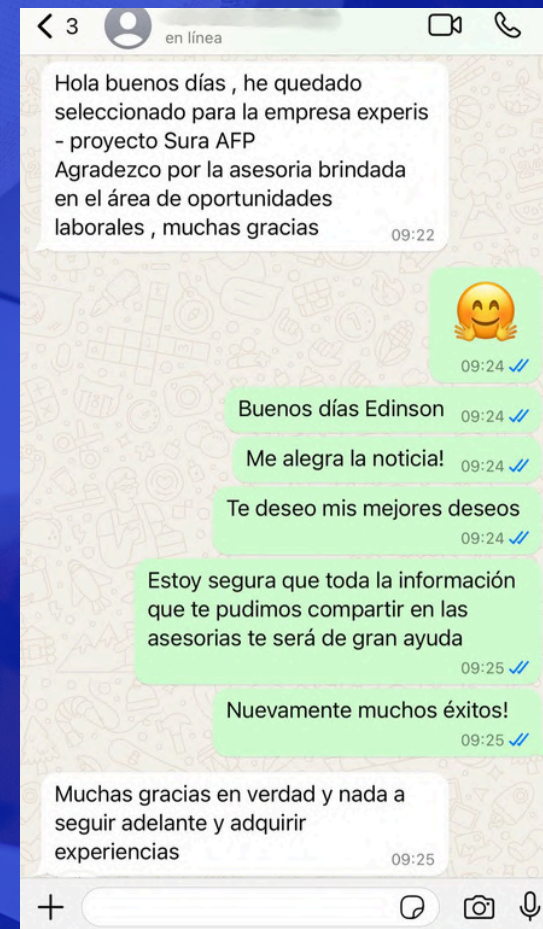 3
en línea
Hola buenos días , he quedado
seleccionado para la empresa experis
- proyecto Sura AFP
Agradezco por la asesoria brindada
en el área de oportunidades
laborales , muchas gracias
09:22
09:24
Buenos días Edinson 09:24
Me alegra la noticia! 09:24
Te deseo mis mejores deseos
09:24
Estoy segura que toda la información
que te pudimos compartir en las
asesorias te será de gran ayuda
09:25
Nuevamente muchos éxitos!
09:25
Muchas gracias en verdad y nada a
seguir adelante y adquirir
experiencias
09:25